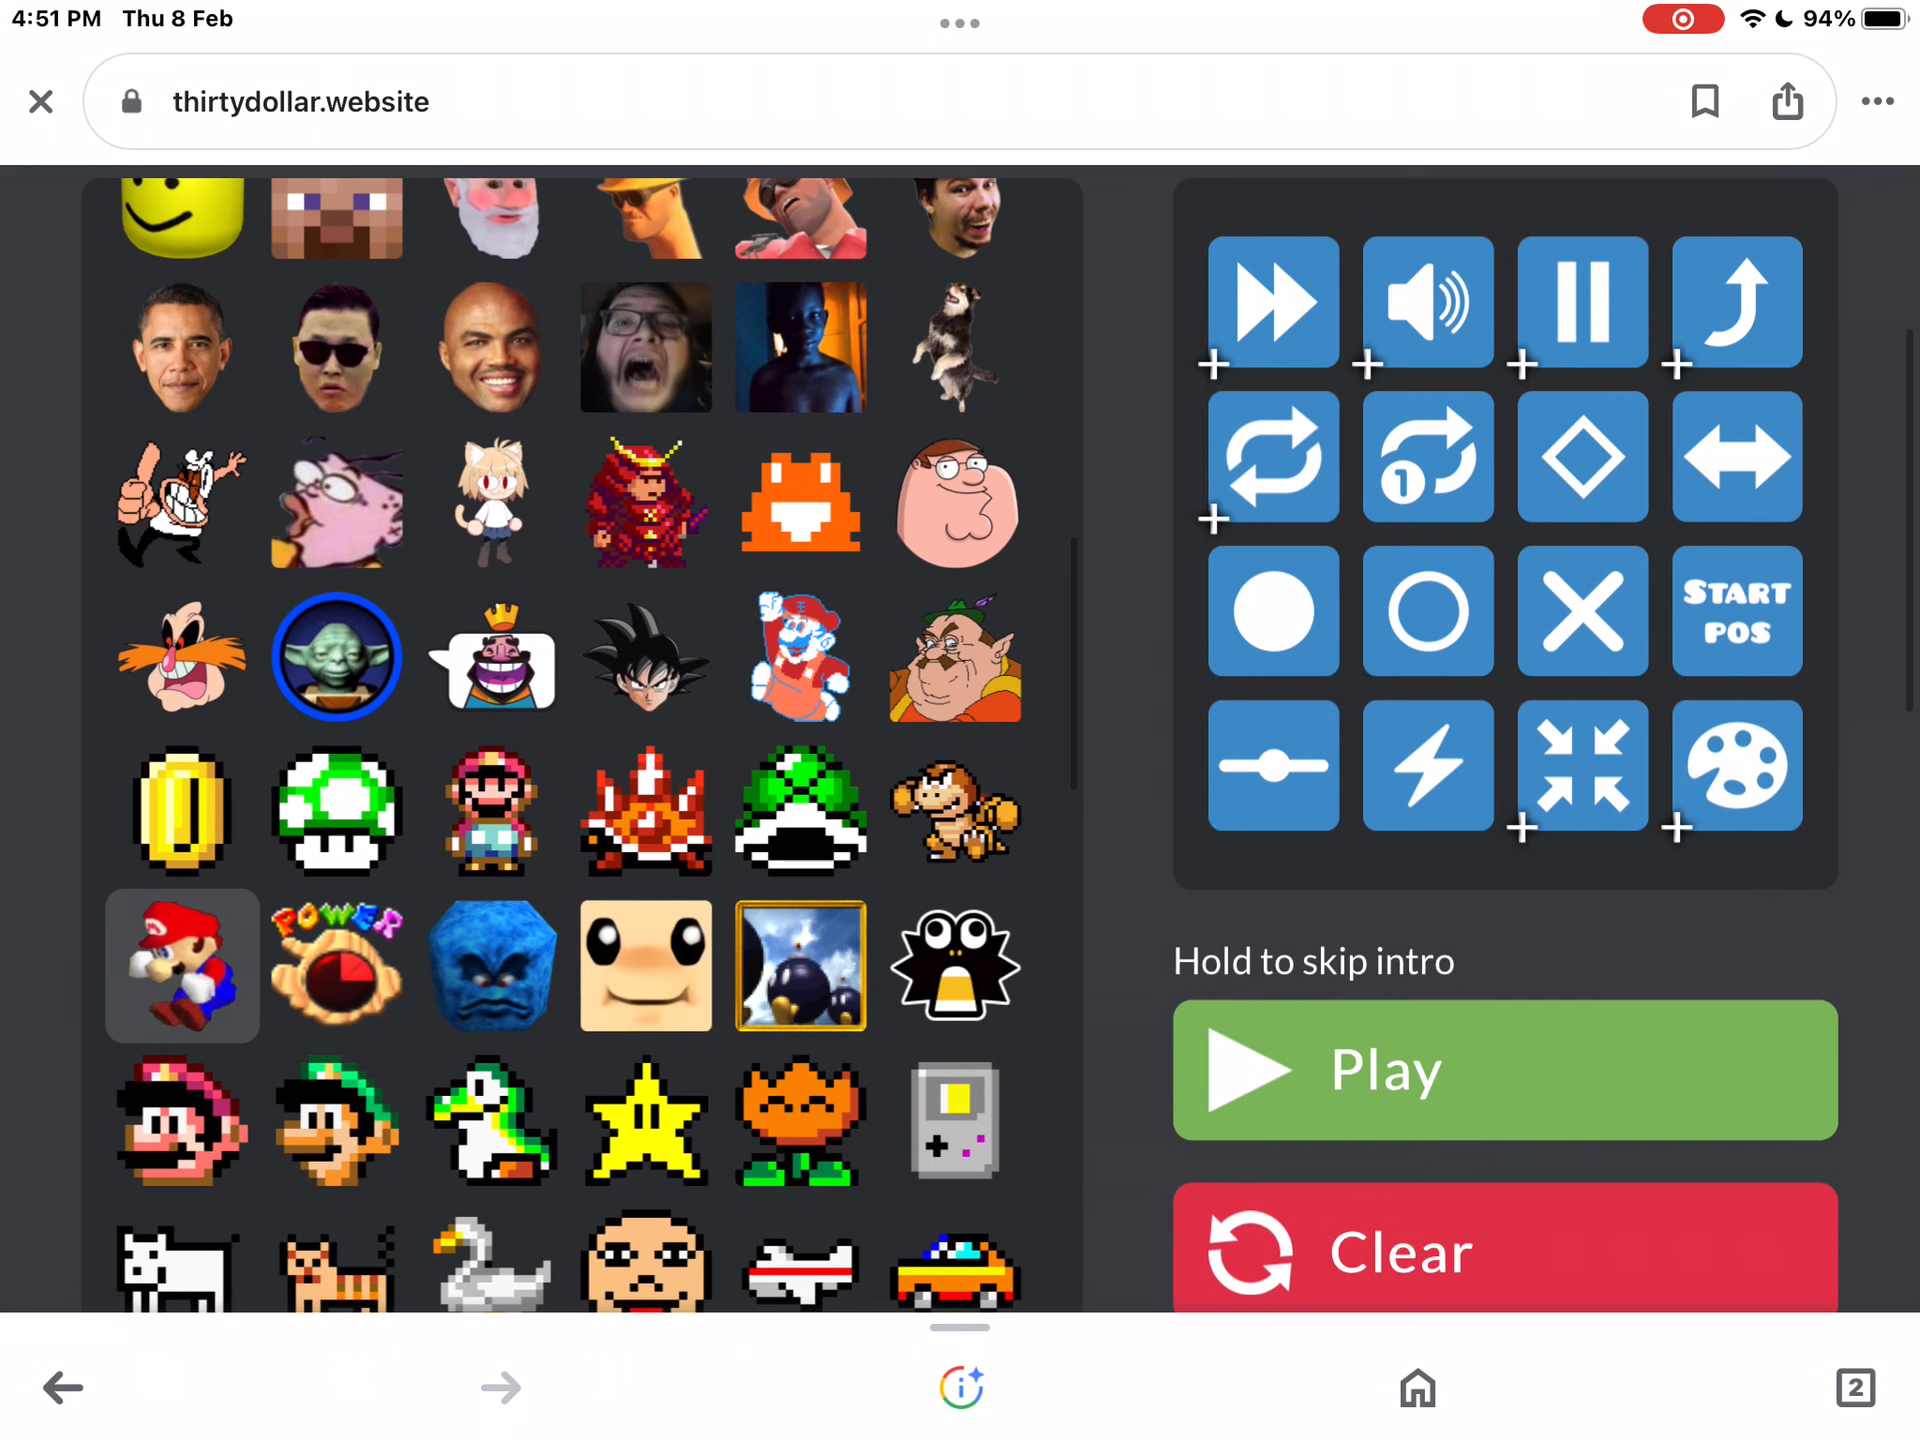 4:51 PM Thu 8 Feb
94%
thirtydollar.website
1
START
POS
POWER
Hold to skip intro
Play
Clear
2